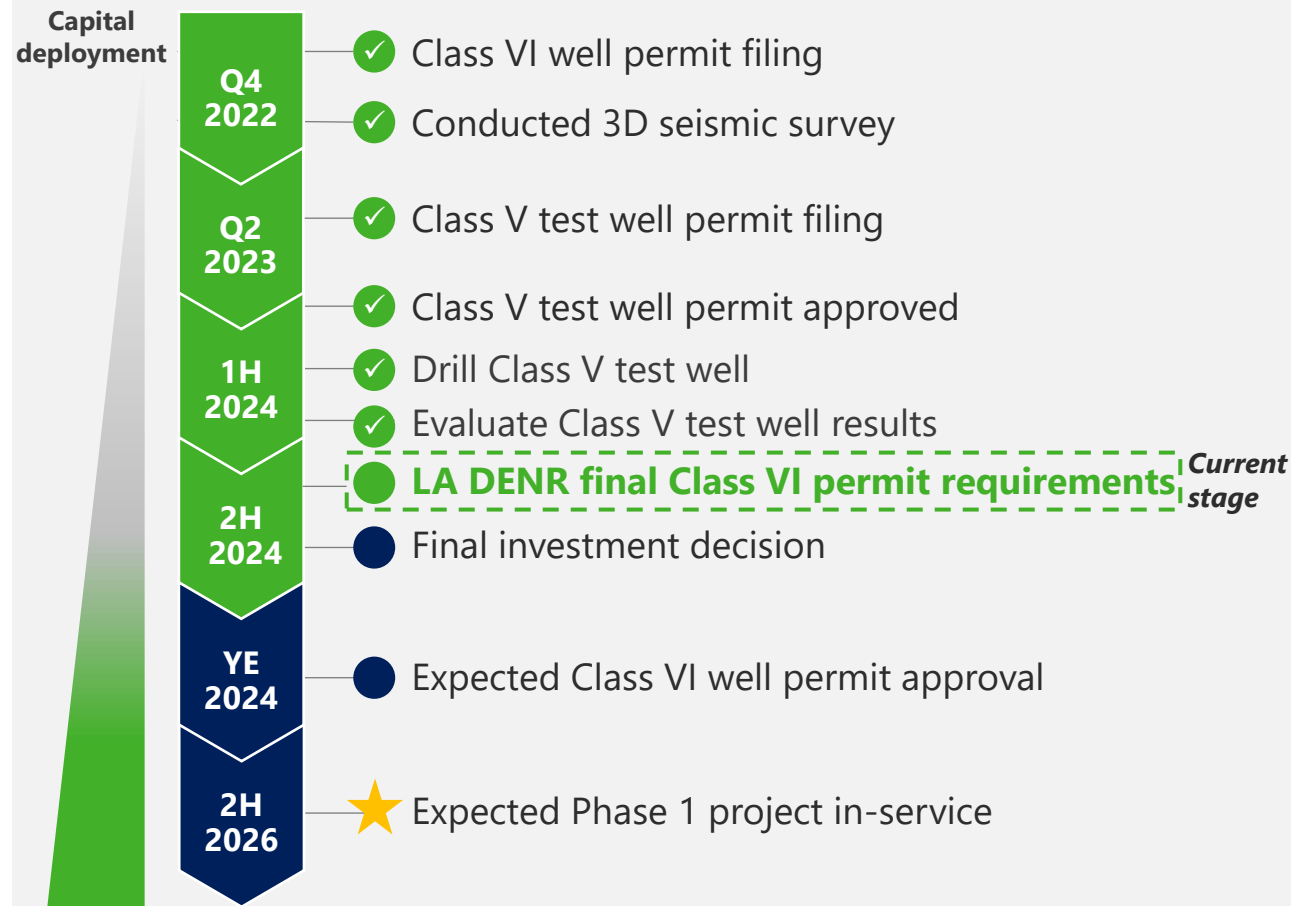 Capital
deployment
Q4
2022
Class VI well permit filing
Conducted 3D seismic survey
Q2
2023
Class V test well permit filing
Class V test well permit approved
1H
2024
Drill Class V test well
Evaluate Class V test well results
LA DENR final Class VI permit requirements
Current
stage
2H
2024
Final investment decision
YE
2024
Expected Class VI well permit approval
2H
2026
Expected Phase 1 project in-service